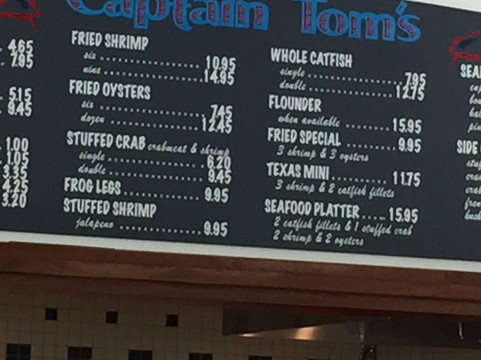 Captain Tom's
4.65
7.95
5.15
9.45
1.00
1.05
3.35
4.25
3.20
FRIED SHRIMP
six 10.95
nine 14.95
FRIED OYSTERS
six 7.45
dozen 12.45
STUFFED CRAB crabmeat & shrimp
single 6.20
double 9.45
FROG LEGS 9.95
STUFFED SHRIMP
jalapeno 9.95
WHOLE CATFISH
single 7.95
double 12.75
FLOUNDER
when available 15.95
FRIED SPECIAL 9.95
3 shrimp & 3 oysters
TEXAS MINI 11.75
3 shrimp & 2 catfish fillets
SEAFOOD PLATTER 15.95
2 catfish fillets & 1 stuffed crab
2 shrimp & 2 oysters
SIDE